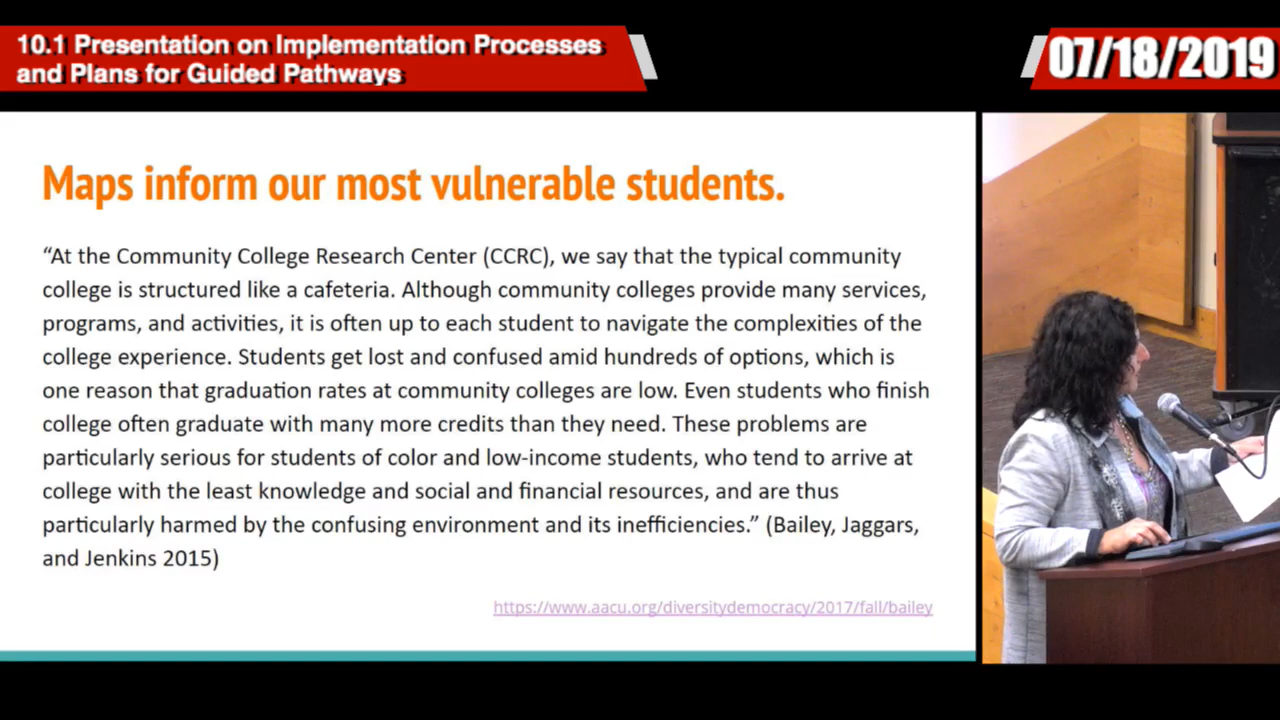 10.1 Presentation on Implementation Processes
and Plans for Guided Pathways
07/18/2019
Maps inform our most vulnerable students.
“At the Community College Research Center (CCRC), we say that the typical community
college is structured like a cafeteria. Although community colleges provide many services,
programs, and activities, it is often up to each student to navigate the complexities of the
college experience. Students get lost and confused amid hundreds of options, which is
one reason that graduation rates at community colleges are low. Even students who finish
college often graduate with many more credits than they need. These problems are
particularly serious for students of color and low-income students, who tend to arrive at
college with the least knowledge and social and financial resources, and are thus
particularly harmed by the confusing environment and its inefficiencies.” (Bailey, Jaggars,
and Jenkins 2015)
https://www.aacu.org/diversitydemocracy/2017/fall/bailey